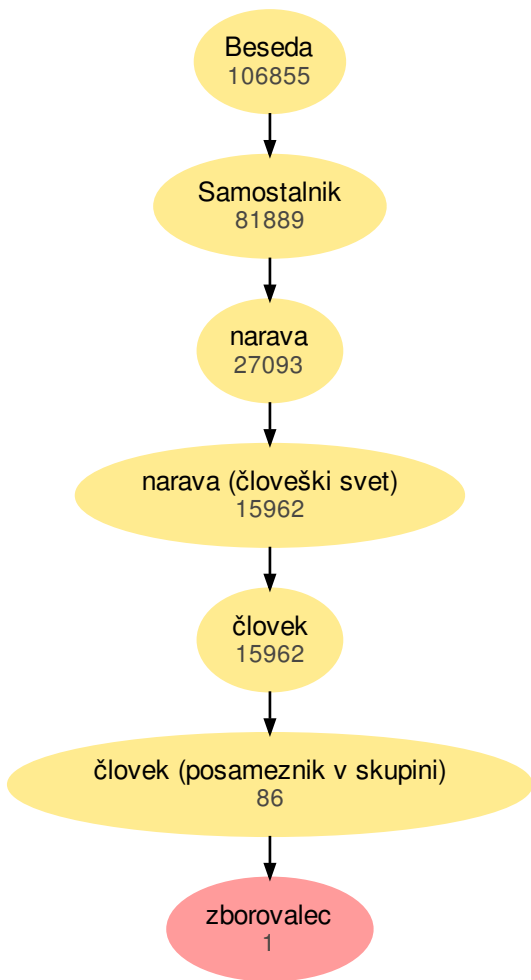 Beseda
106855
Samostalnik
81889
narava
27093
narava (človeški svet)
15962
človek
15962
človek (posameznik v skupini)
86
zborovalec
1